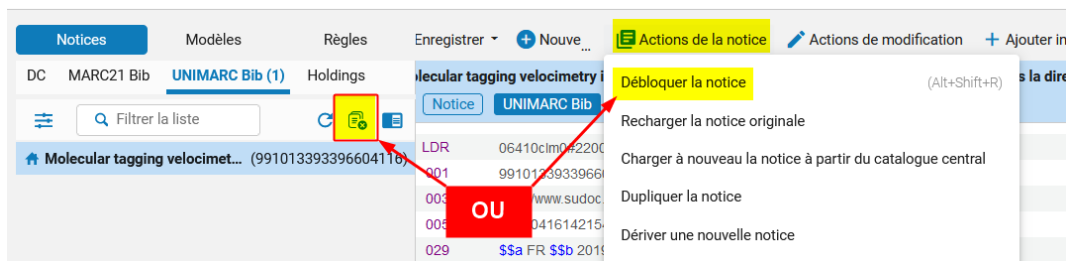 Notices Modèles Règles Enregistrer Nouve... Actions de la notice Actions de modification Ajouter in
DC MARC21 Bib UNIMARC Bib (1) Holdings
lecular tagging velocimetry i
s la dire
Notice UNIMARC Bib
Filtrer la liste
Molecular tagging velocimet... (991013393396604116)
LDR 06410clm0#2200
001 9910133933966
003 /www.sudoc.
005 0416142154
029 $$a FR $$b 2019
OU
Débloquer la notice (Alt+Shift+R)
Recharger la notice originale
Charger à nouveau la notice à partir du catalogue central
Dupliquer la notice
Dériver une nouvelle notice